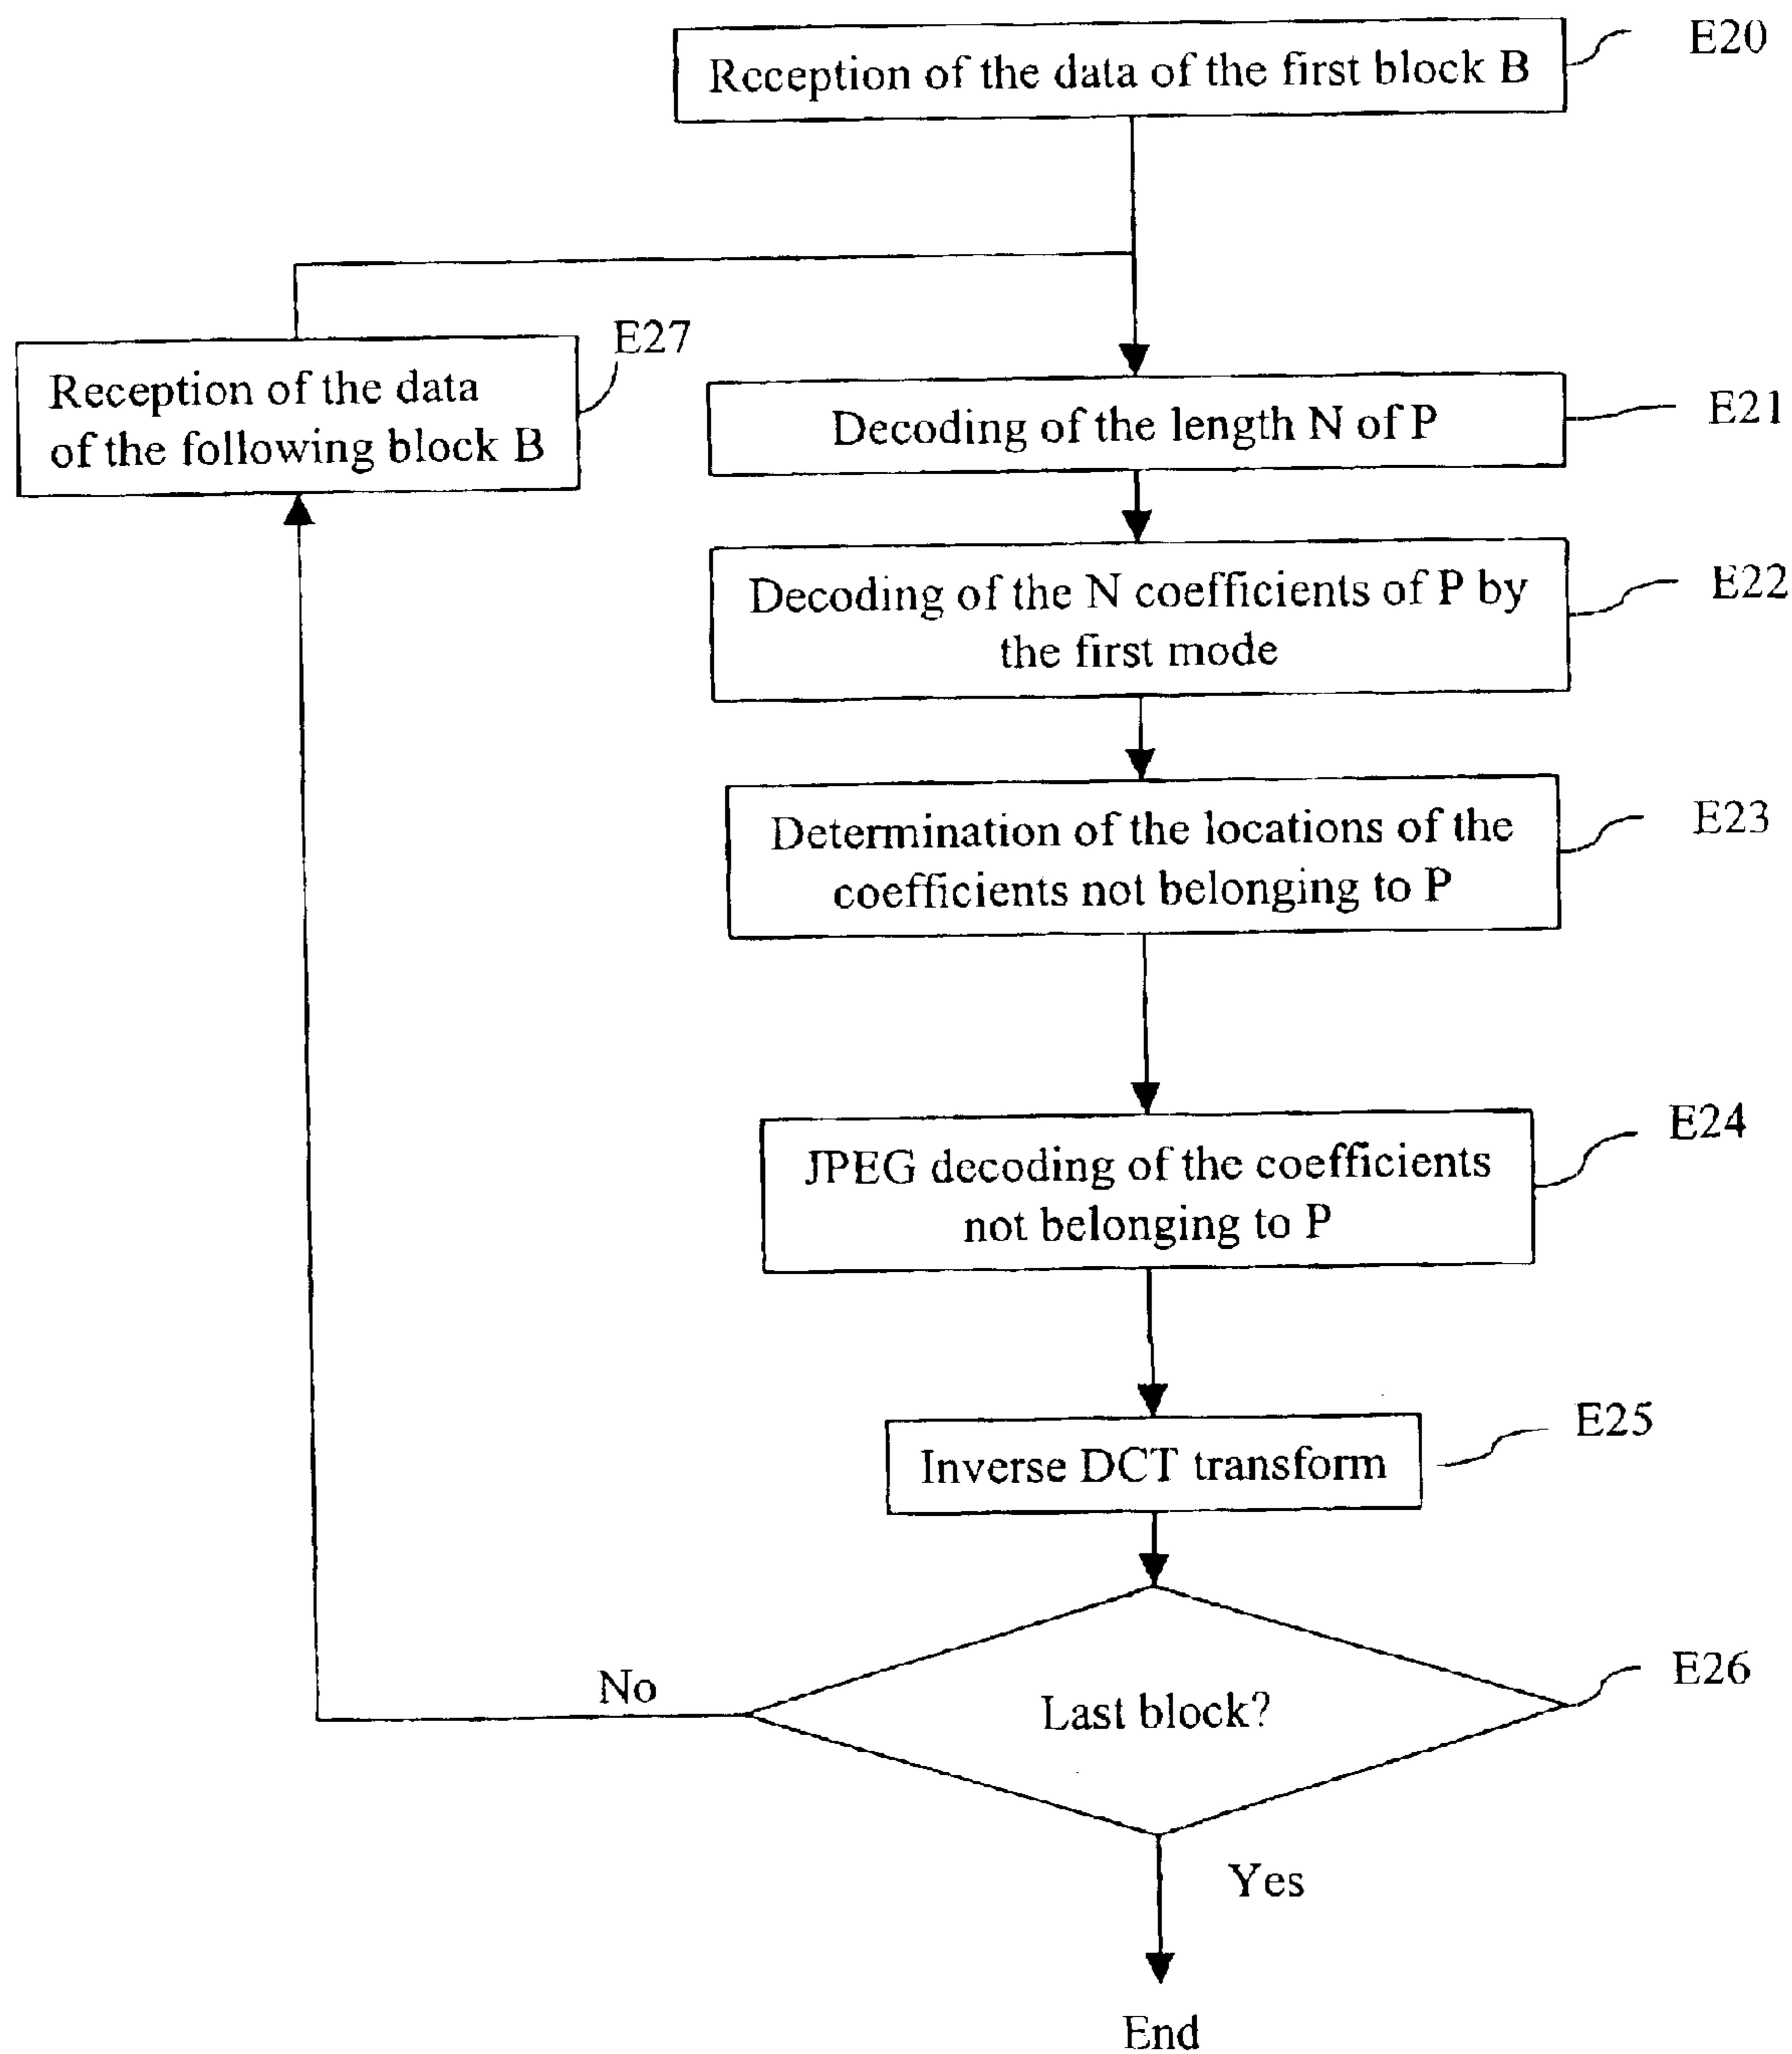 Reception of the data of the first block B
E20
E27
Reception of the data
of the following block B
Decoding of the length N of P
E21
Decoding of the N coefficients of P by
the first mode
E22
Determination of the locations of the
coefficients not belonging to P
E23
JPEG decoding of the coefficients
not belonging to P
E24
Inverse DCT transform
E25
Last block?
E26
No
Yes
End